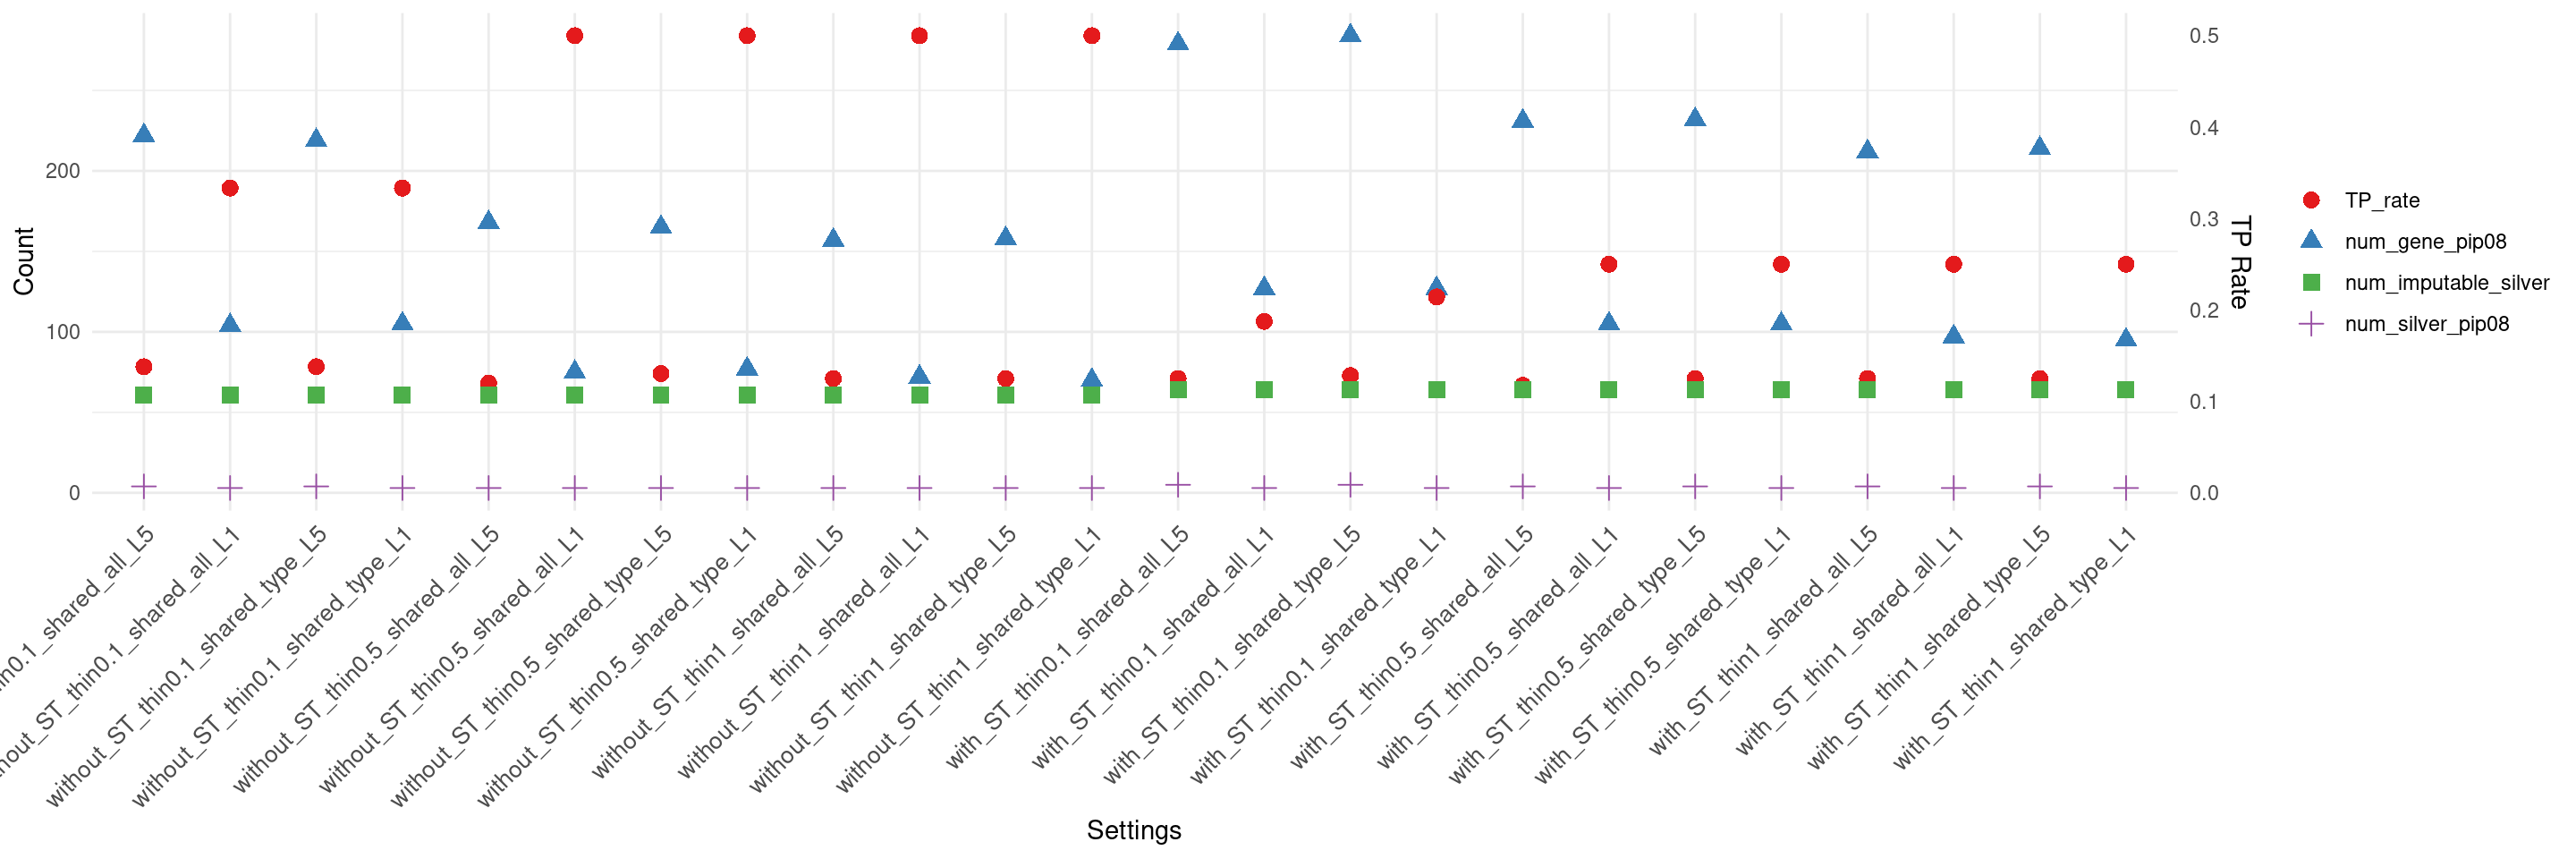 Count
200
100
0
0.5
0.4
0.3
0.2
0.1
0.0
TP Rate
TP_rate
num_gene_pip08
num_imputable_silver
num_silver_pip08
in0.1_shared_all_L5
hout_ST_thin0.1_shared_all_L1
without_ST_thin0.1_shared_type_L5
without_ST_thin0.1_shared_type_L1
without_ST_thin0.5_shared_all_L5
without_ST_thin0.5_shared_all_L1
without_ST_thin0.5_shared_type_L5
without_ST_thin0.5_shared_type_L1
without_ST_thin1_shared_all_L5
without_ST_thin1_shared_all_L1
without_ST_thin1_shared_type_L5
without_ST_thin1_shared_type_L1
with_ST_thin0.1_shared_all_L5
with_ST_thin0.1_shared_all_L1
with_ST_thin0.1_shared_type_L5
with_ST_thin0.1_shared_type_L1
with_ST_thin0.5_shared_all_L5
with_ST_thin0.5_shared_all_L1
with_ST_thin0.5_shared_type_L5
with_ST_thin0.5_shared_type_L1
with_ST_thin1_shared_all_L5
with_ST_thin1_shared_all_L1
with_ST_thin1_shared_type_L5
with_ST_thin1_shared_type_L1
Settings